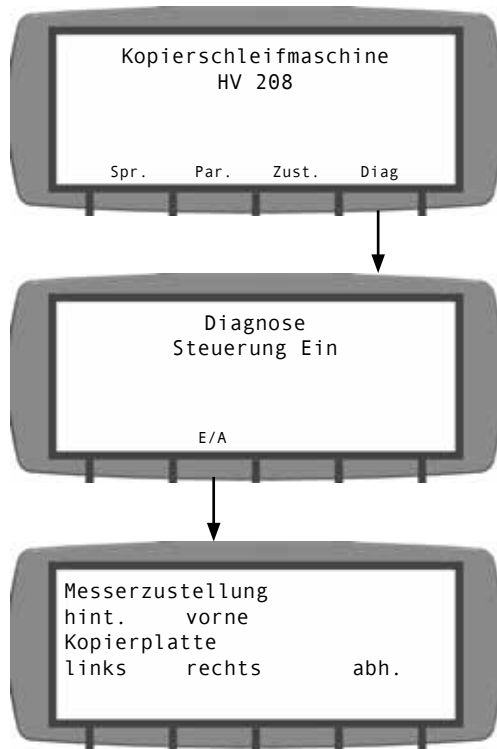 Kopierschleifmaschine
HV 208
Spr. Par. Zust. Diag
Diagnose
Steuerung Ein
E/A
Messerzustellung
hint. vorne
Kopierplatte
links rechts abh.